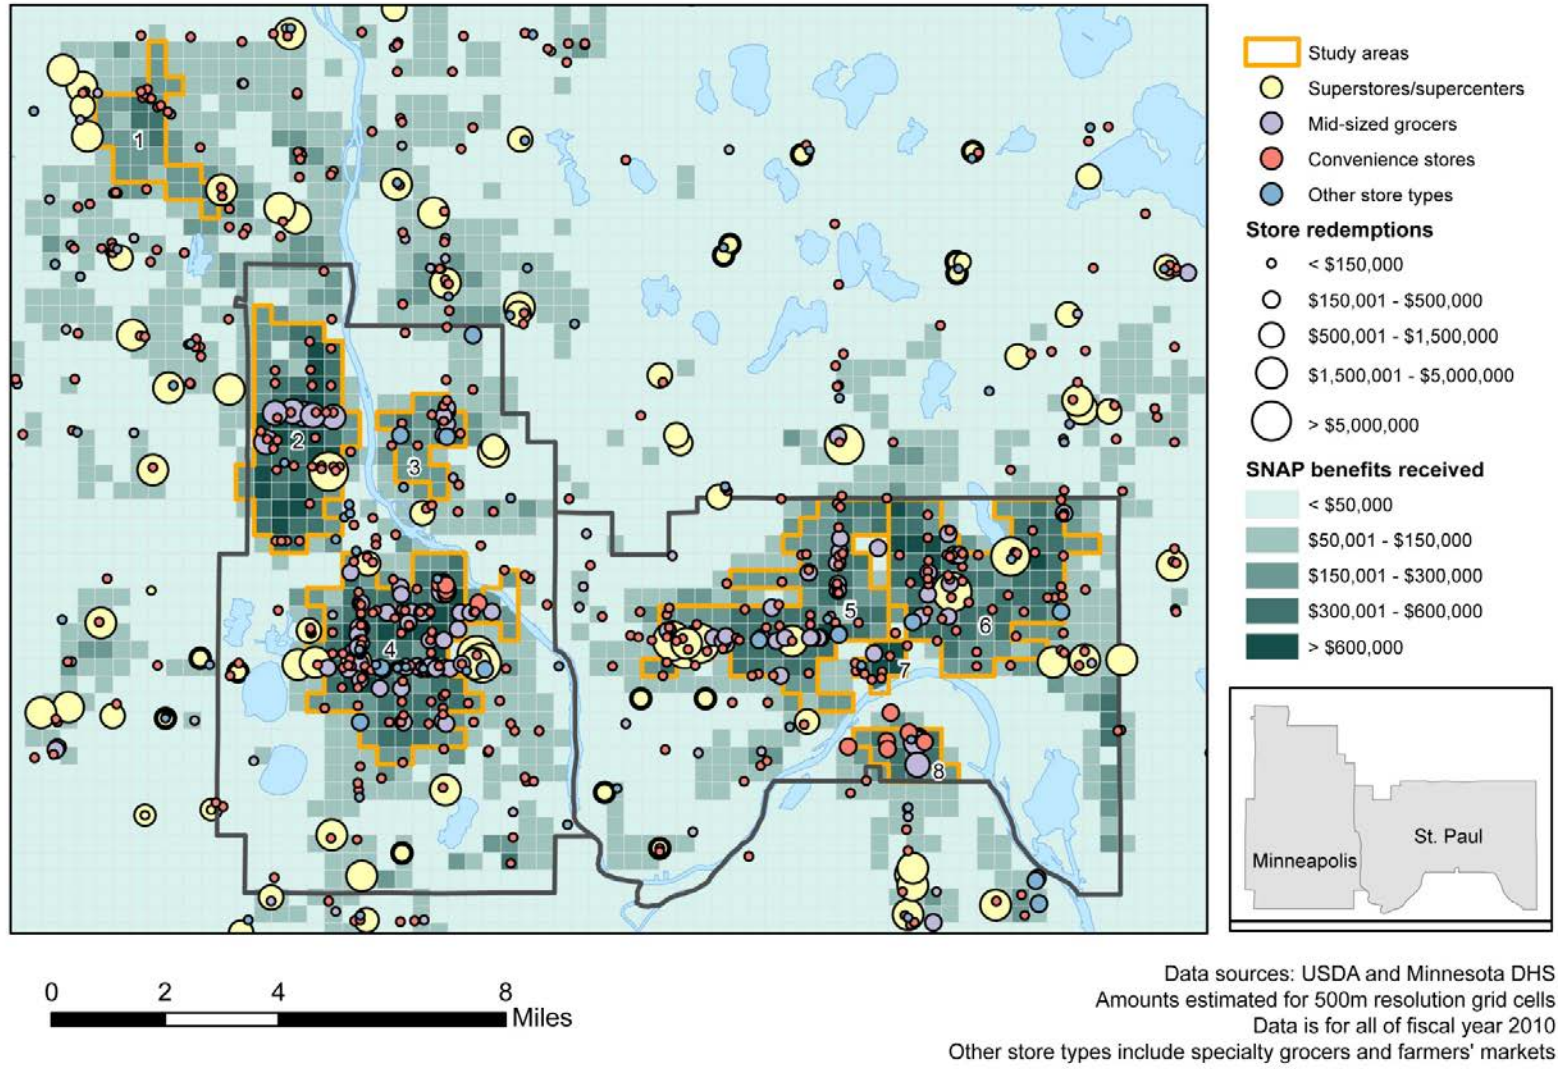 Study areas
Superstores/supercenters
Mid-sized grocers
Convenience stores
Other store types
Store redemptions
< $150,000
$150,001 - $500,000
$500,001 - $1,500,000
$1,500,001 - $5,000,000
> $5,000,000
SNAP benefits received
< $50,000
$50,001 - $150,000
$150,001 - $300,000
$300,001 - $600,000
> $600,000
1
2
3
4
5
6
7
8
St. Paul
Minneapolis
0 2 4 8
Miles
Data sources: USDA and Minnesota DHS
Amounts estimated for 500m resolution grid cells
Data is for all of fiscal year 2010
Other store types include specialty grocers and farmers' markets